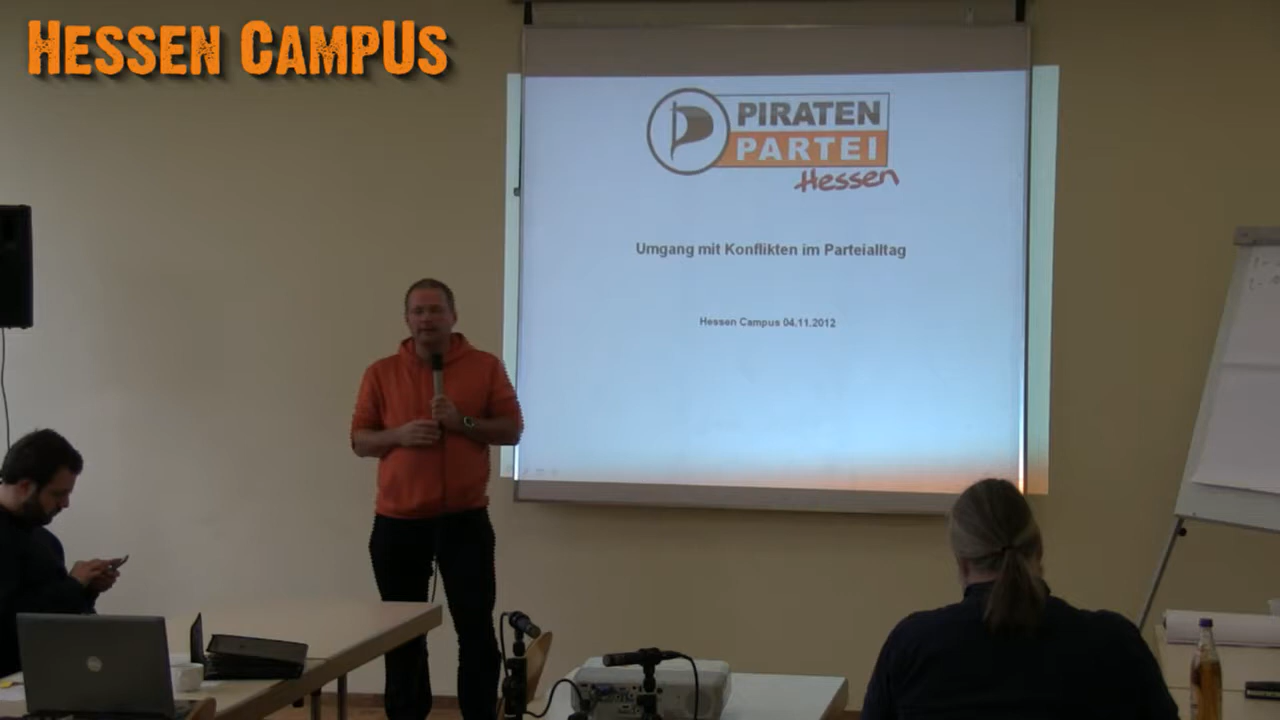 HESSEN CAMPUS
PIRATEN
PARTEI
Hessen
Umgang mit Konflikten im Parteialltag
Hessen Campus 04.11.2012